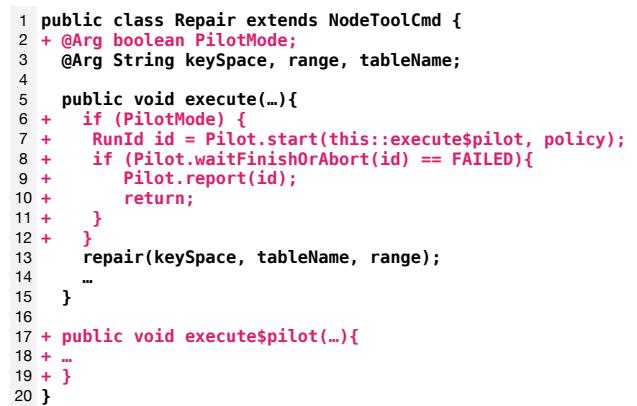 1 public class Repair extends NodeToolCmd {
2 + @Arg boolean PilotMode;
3 @Arg String keySpace, range, tableName;
4
5 public void execute(…){
6 + if (PilotMode) {
7 + RunId id = Pilot.start(this::execute$pilot, policy);
8 + if (Pilot.waitFinishOrAbort(id) == FAILED){
9 + Pilot.report(id);
10 + return;
11 + }
12 + }
13 repair(keySpace, tableName, range);
14 …
15 }
16
17 + public void execute$pilot(…){
18 + …
19 + }
20 }